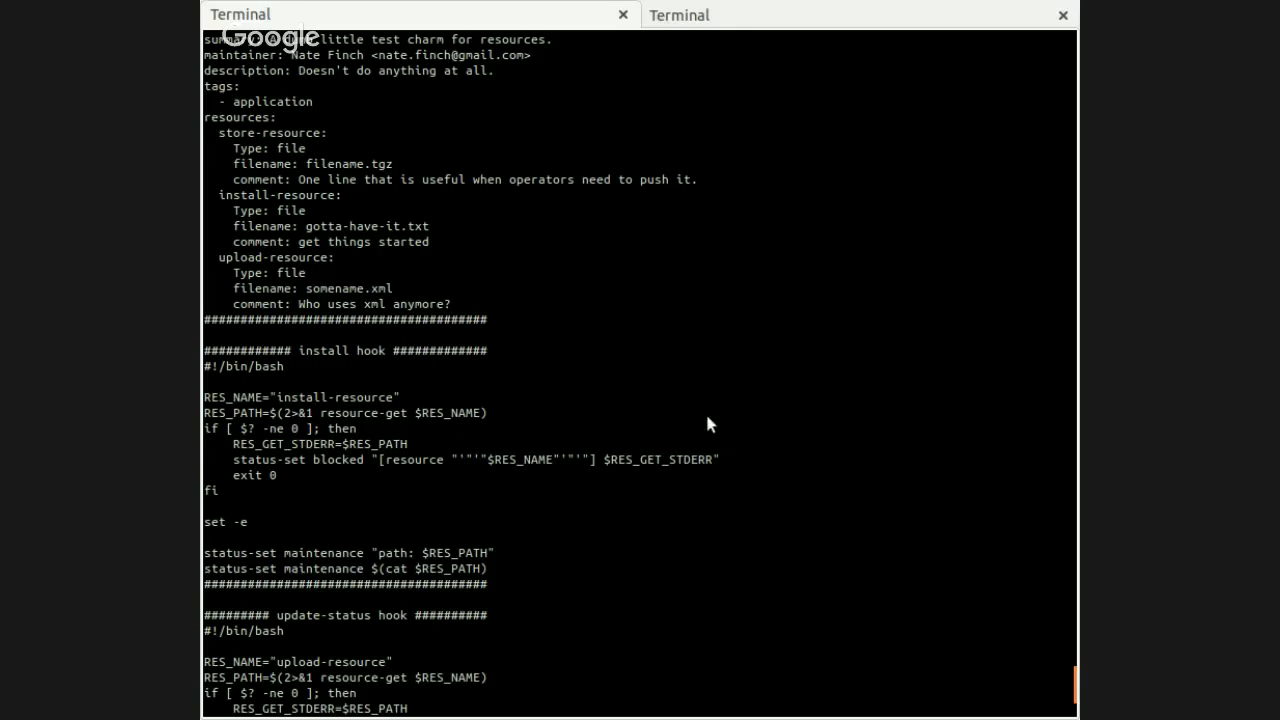 Terminal
Terminal
Google
summary: A dumb little test charm for resources.
maintainer: Nate Finch <nate.finch@gmail.com>
description: Doesn't do anything at all.
tags:
  - application
resources:
  store-resource:
    Type: file
    filename: filename.tgz
    comment: One line that is useful when operators need to push it.
  install-resource:
    Type: file
    filename: gotta-have-it.txt
    comment: get things started
  upload-resource:
    Type: file
    filename: somename.xml
    comment: Who uses xml anymore?
#######################################

############ install hook #############
#!/bin/bash

RES_NAME="install-resource"
RES_PATH=$(2>&1 resource-get $RES_NAME)
if [ $? -ne 0 ]; then
    RES_GET_STDERR=$RES_PATH
    status-set blocked "[resource "'"'"$RES_NAME"'"'"] $RES_GET_STDERR"
    exit 0
fi

set -e

status-set maintenance "path: $RES_PATH"
status-set maintenance $(cat $RES_PATH)
#######################################

######### update-status hook ##########
#!/bin/bash

RES_NAME="upload-resource"
RES_PATH=$(2>&1 resource-get $RES_NAME)
if [ $? -ne 0 ]; then
    RES_GET_STDERR=$RES_PATH